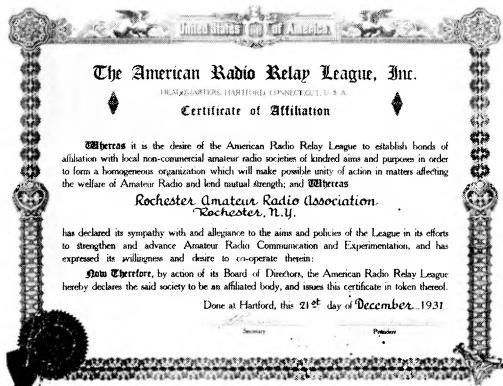 United States of America
The American Radio Relay League, Inc.
HEADQUARTERS, HARTFORD, CONNECTICUT, U. S. A.
Certificate of Affiliation
Whereas it is the desire of the American Radio Relay League to establish bonds of
affiliation with local non-commercial amateur radio societies of kindred aims and purposes in order
to form a homogeneous organization which will make possible unity of action in matters affecting
the welfare of Amateur Radio and lend mutual strength; and Whereas
Rochester Amateur Radio Association
Rochester, N.Y.
has declared its sympathy with and allegiance to the aims and policies of the League in its efforts
to strengthen and advance Amateur Radio Communication and Experimentation, and has
expressed its willingness and desire to co-operate therein:
Now Therefore, by action of its Board of Directors, the American Radio Relay League
hereby declares the said society to be an affiliated body, and issues this certificate in token thereof.
Done at Hartford, this 21st day of December 1931
Secretary President